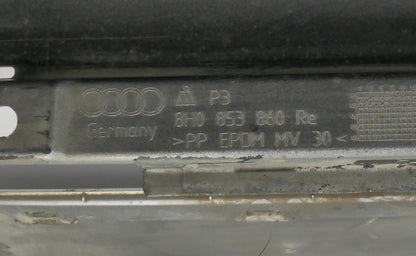 P3
8H0 853 860 Re
Germany
>PP EPDM MV 30<